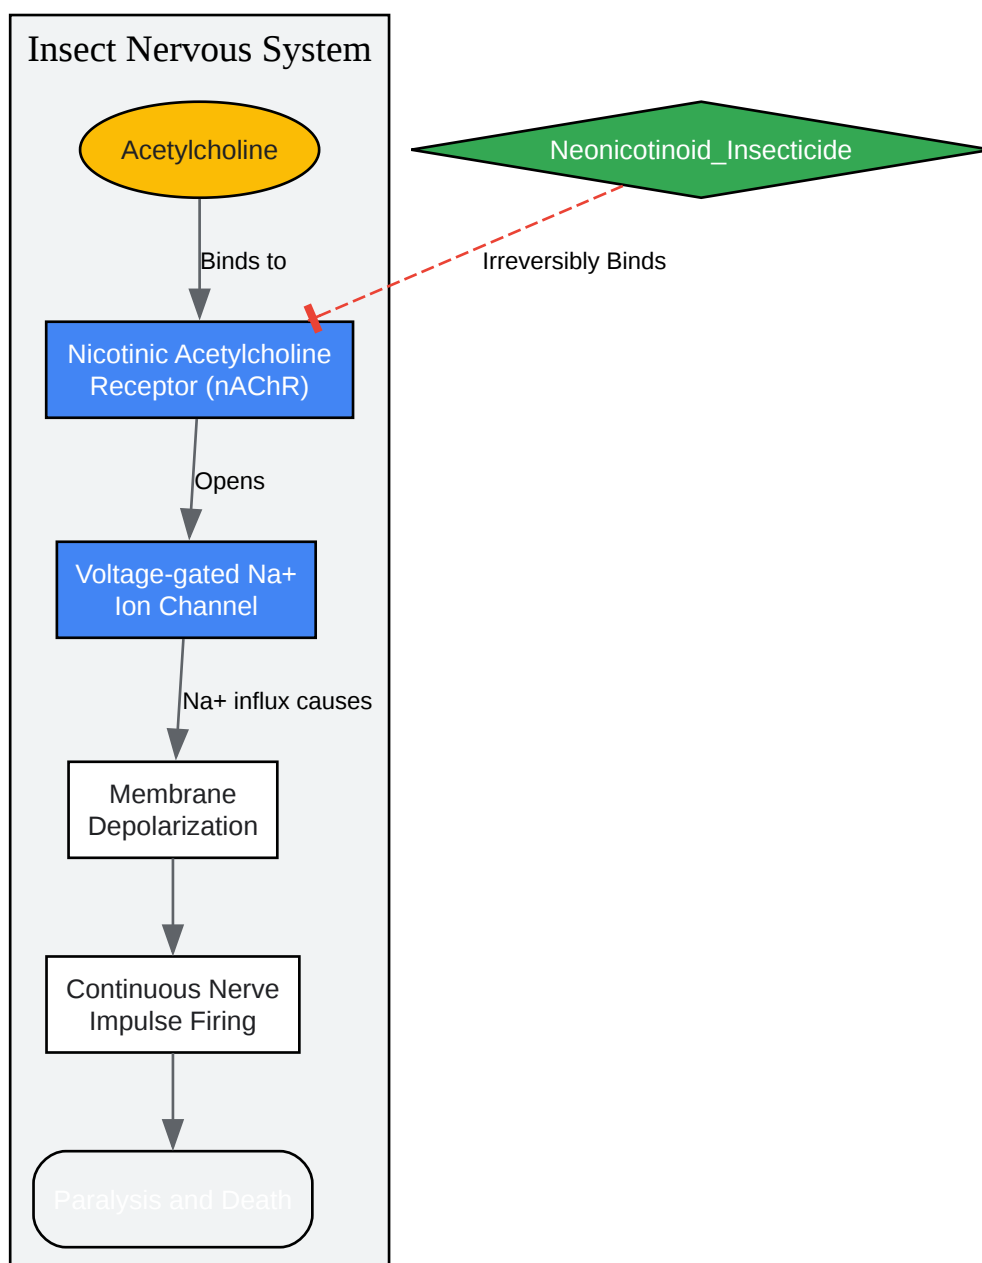 Insect Nervous System
Acetylcholine
Neonicotinoid_Insecticide
Binds to
Irreversibly Binds
Nicotinic Acetylcholine
Receptor (nAChR)
Opens
Voltage-gated Na+
Ion Channel
Na+ influx causes
Membrane
Depolarization
Continuous Nerve
Impulse Firing
Paralysis and Death